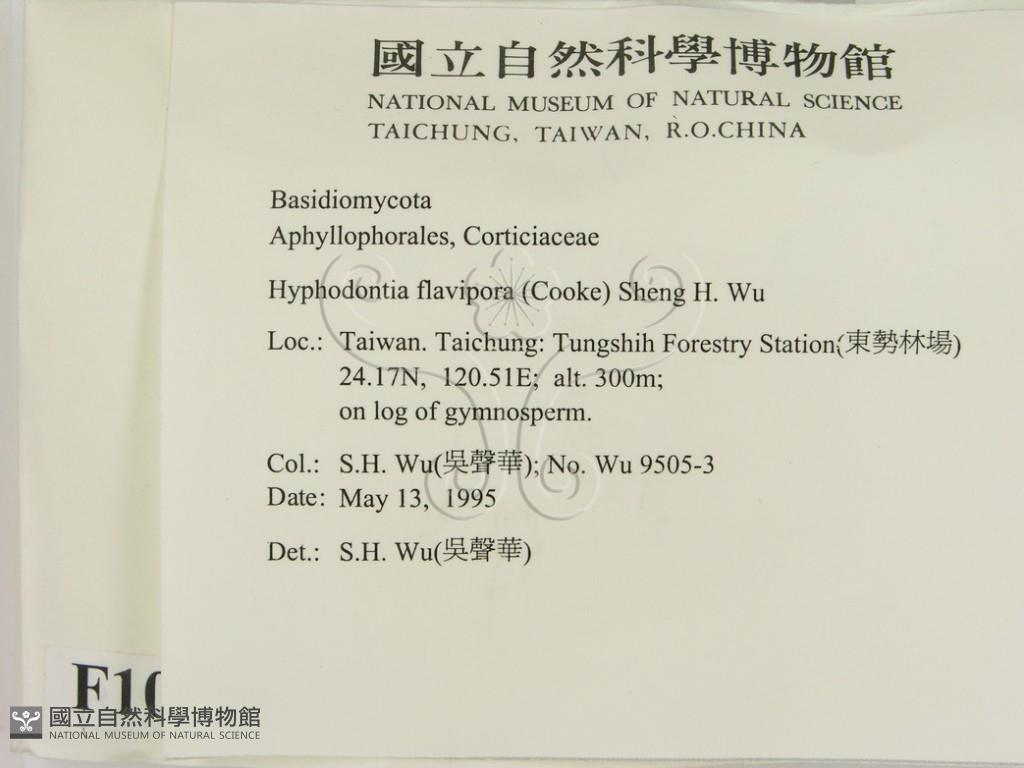 國立自然科學博物館
NATIONAL MUSEUM OF NATURAL SCIENCE
TAICHUNG, TAIWAN, R.O.CHINA
Basidiomycota
Aphyllophorales, Corticiaceae
Hyphodontia flavipora (Cooke) Sheng H. Wu
Loc.: Taiwan. Taichung: Tungshih Forestry Station(東勢林場)
24.17N, 120.51E; alt. 300m;
on log of gymnosperm.
Col.: S.H. Wu(吳聲華); No. Wu 9505-3
Date: May 13, 1995
Det.: S.H. Wu(吳聲華)
F10
國立自然科學博物館
NATIONAL MUSEUM OF NATURAL SCIENCE